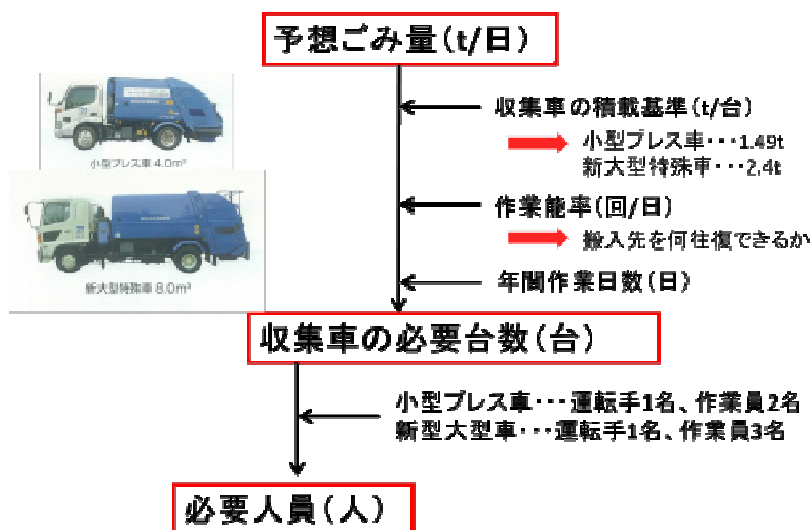 予想ごみ量(t/日)
収集車の積載基準(t/台)
小型プレス車・・・1.49t
新大型特殊車・・・2.4t
小型プレス車 4.0m³
作業能率(回/日)
搬入先を何往復できるか
新大型特殊車 8.0m³
年間作業日数(日)
収集車の必要台数(台)
小型プレス車・・・運転手1名、作業員2名
新型大型車・・・運転手1名、作業員3名
必要人員(人)